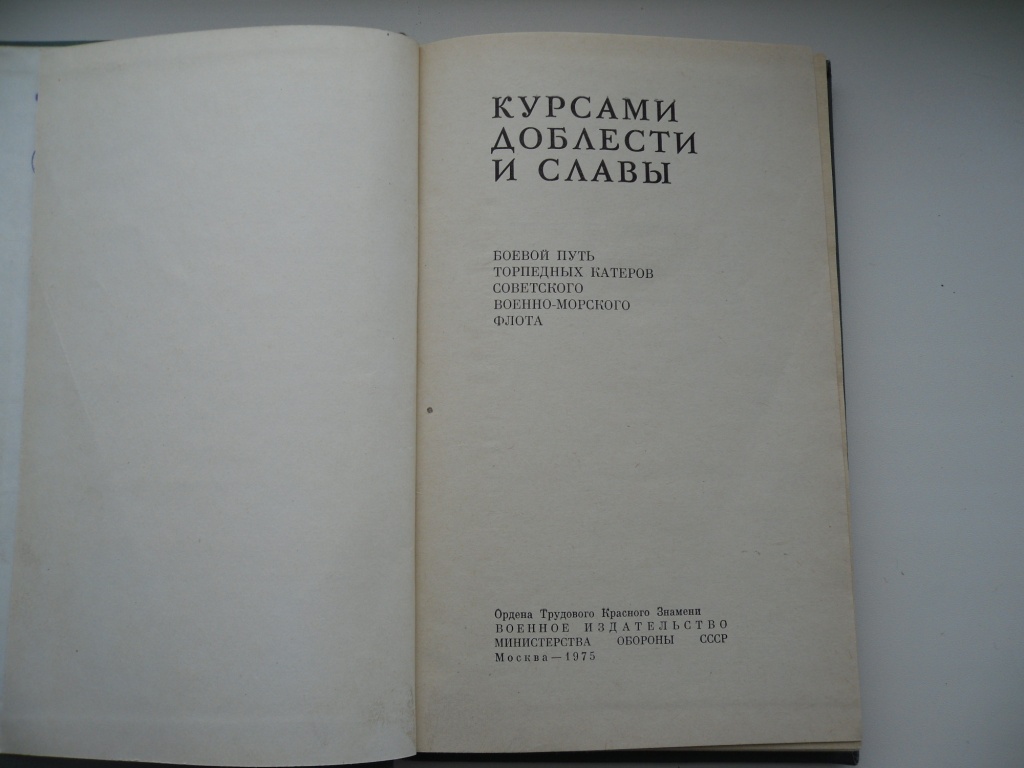 КУРСАМИ
ДОБЛЕСТИ
И СЛАВЫ
БОЕВОЙ ПУТЬ
ТОРПЕДНЫХ КАТЕРОВ
СОВЕТСКОГО
ВОЕННО-МОРСКОГО
ФЛОТА
Ордена Трудового Красного Знамени
ВОЕННОЕ ИЗДАТЕЛЬСТВО
МИНИСТЕРСТВА ОБОРОНЫ СССР
Москва—1975